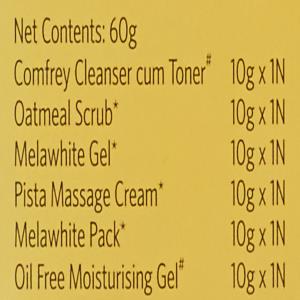 Net Contents: 60g
Comfrey Cleanser cum Toner# 10g x 1N
Oatmeal Scrub* 10g x 1N
Melawhite Gel* 10g x 1N
Pista Massage Cream* 10g x 1N
Melawhite Pack* 10g x 1N
Oil Free Moisturising Gel# 10g x 1N